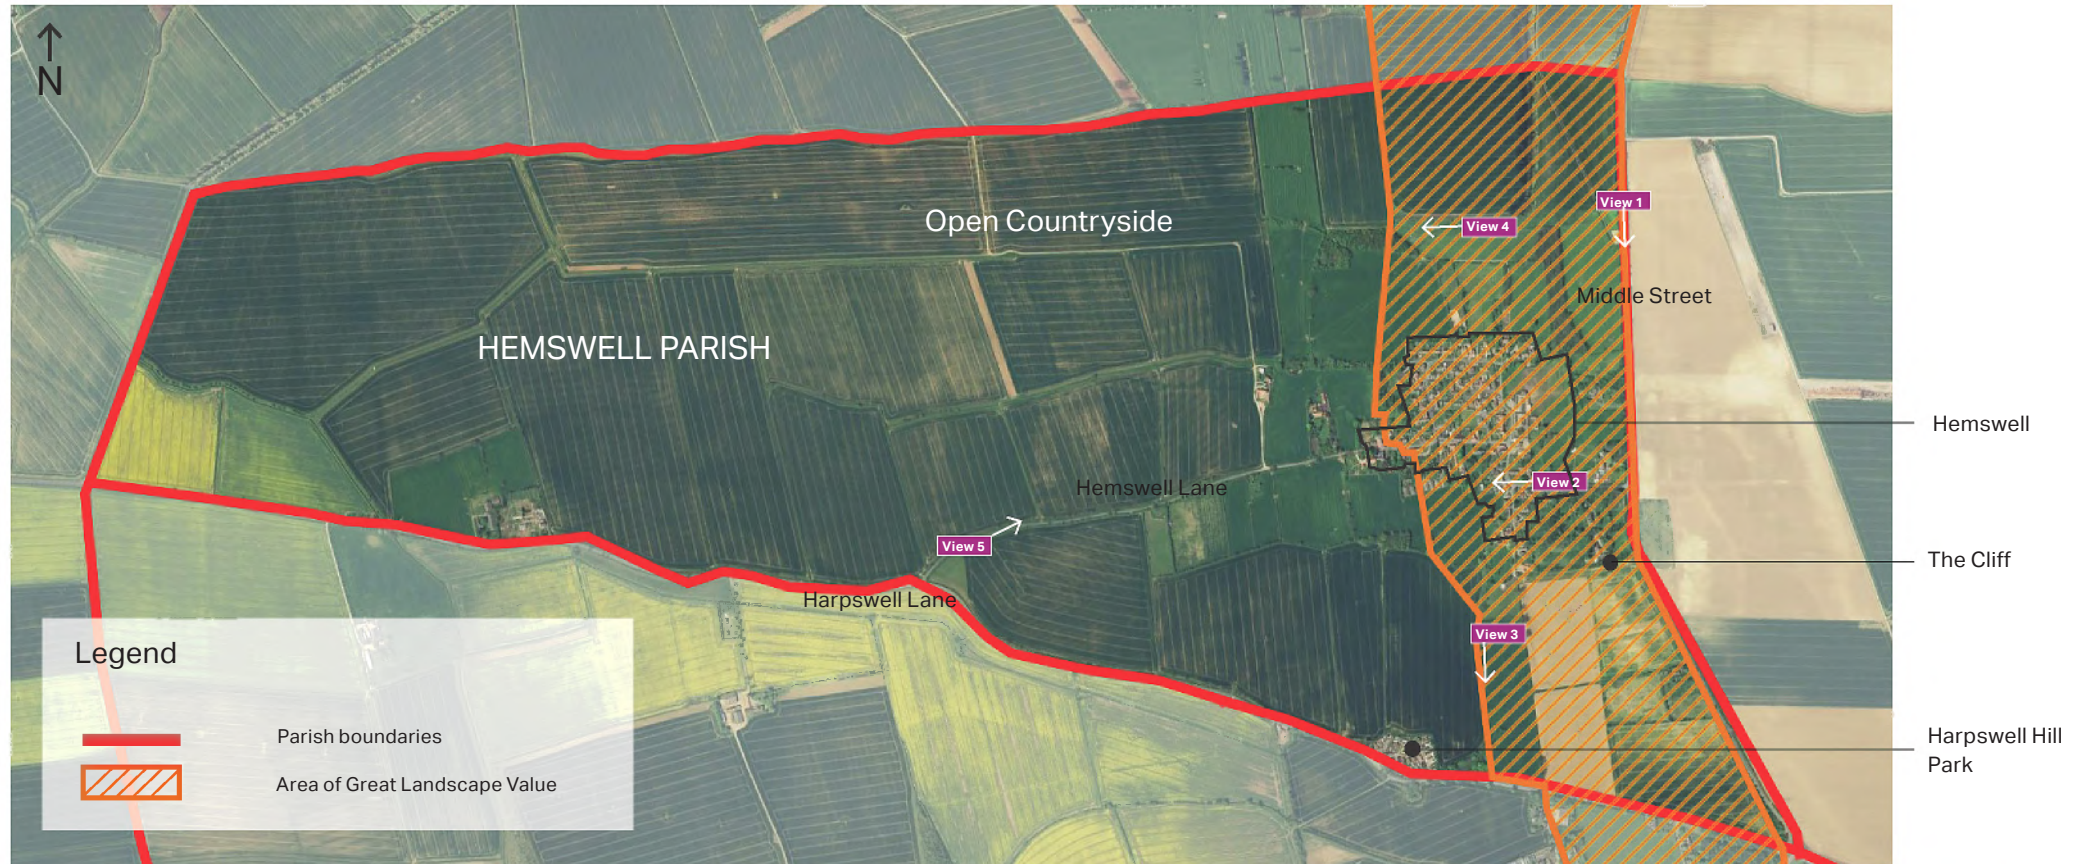 N
View 1
Open Countryside
View 4
Middle Street
HEMSWELL PARISH
Hemswell
View 2
Hemswell Lane
View 5
The Cliff
Harpswell Lane
View 3
Legend
Parish boundaries
Area of Great Landscape Value
Harpswell Hill
Park